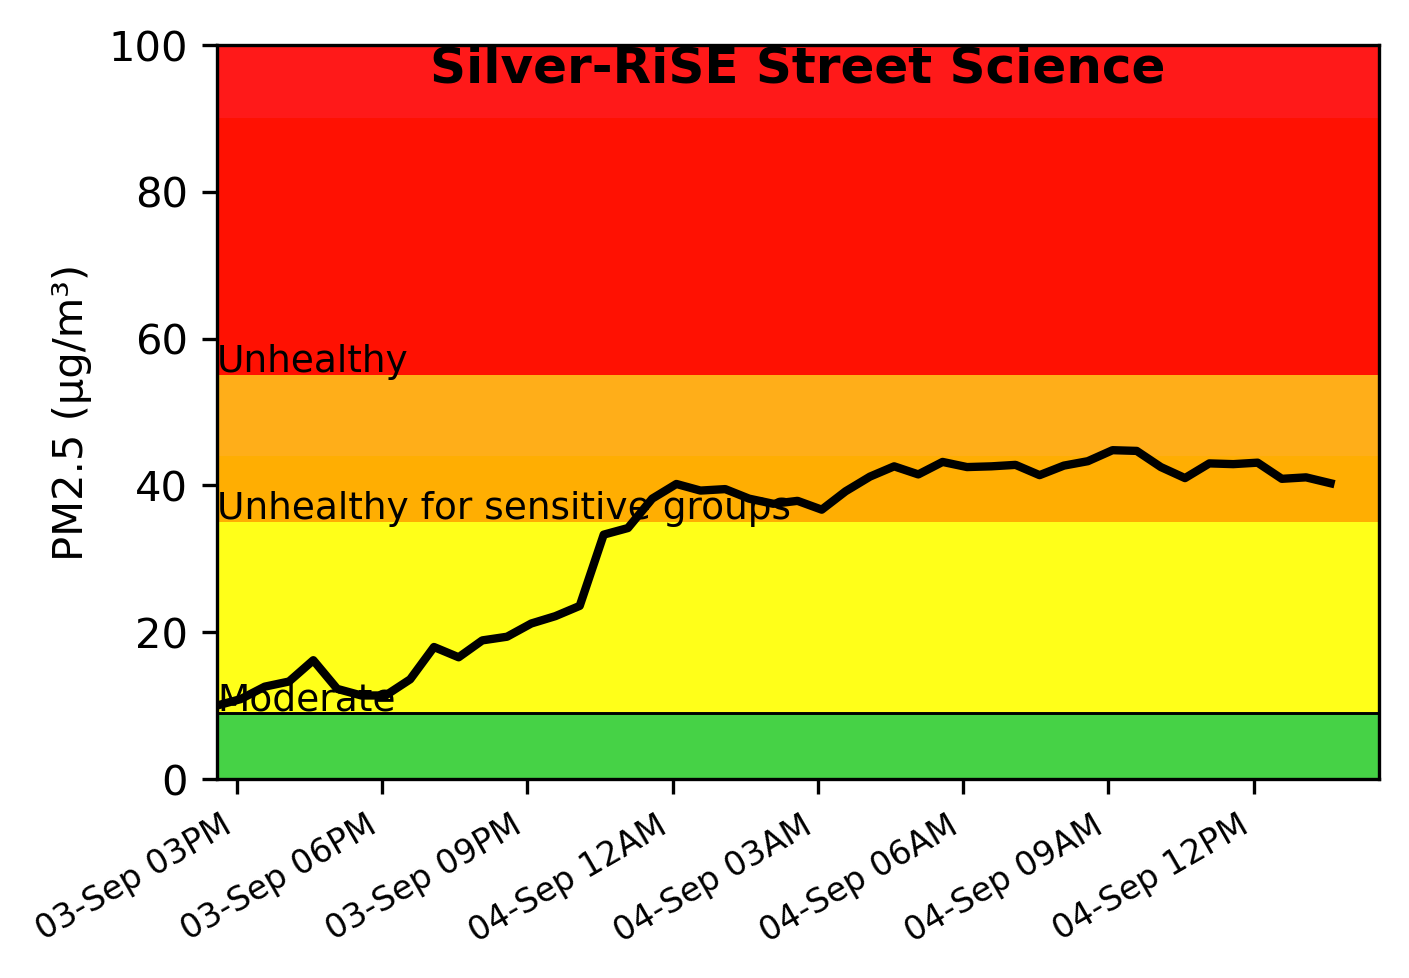 Silver-RiSE Street Science
100
80
60
40
20
0
PM2.5 (µg/m³)
Unhealthy
Unhealthy for sensitive groups
Moderate
03-Sep 03PM
03-Sep 06PM
03-Sep 09PM
04-Sep 12AM
04-Sep 03AM
04-Sep 06AM
04-Sep 09AM
04-Sep 12PM